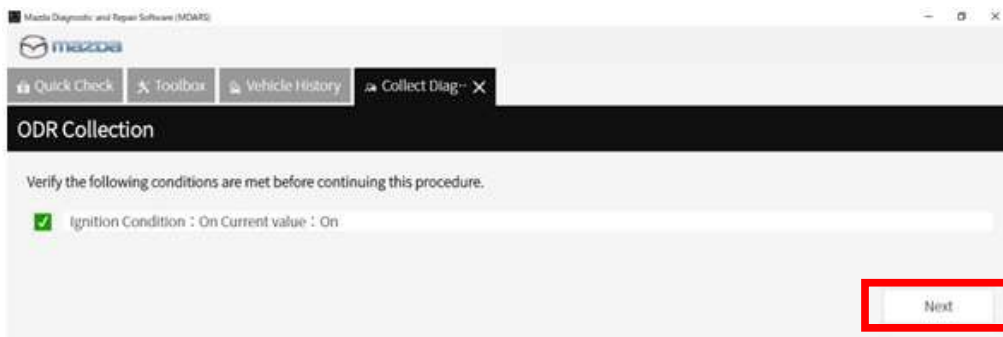 Mazda Diagnostic and Repair Software (MDARS)
mazda
Quick Check Toolbox Vehicle History Collect Diag··
ODR Collection
Verify the following conditions are met before continuing this procedure.
Ignition Condition : On Current value : On
Next